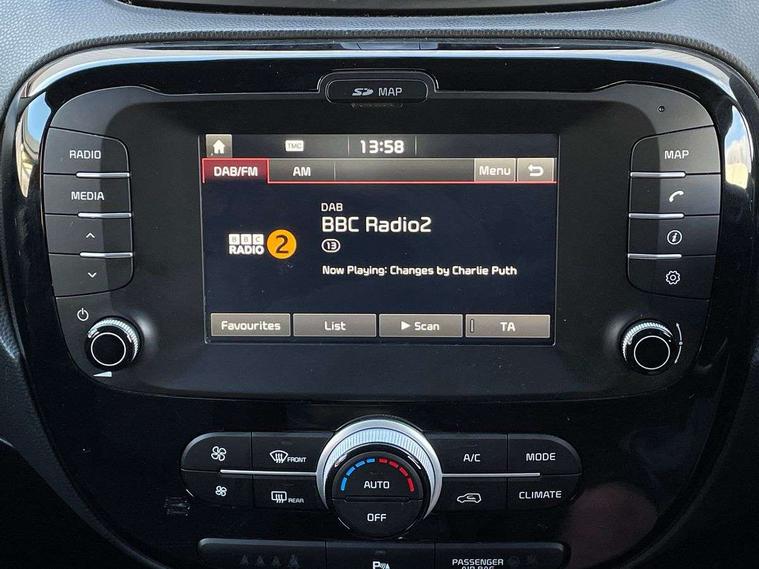 SD MAP
RADIO
MEDIA
MAP
TMC
13:58
DAB/FM AM Menu
DAB
BBC Radio2
13
BBC
RADIO 2
Now Playing: Changes by Charlie Puth
Favourites List Scan TA
FRONT
A/C
MODE
AUTO
REAR
CLIMATE
OFF
P
PASSENGER
AIR BAG